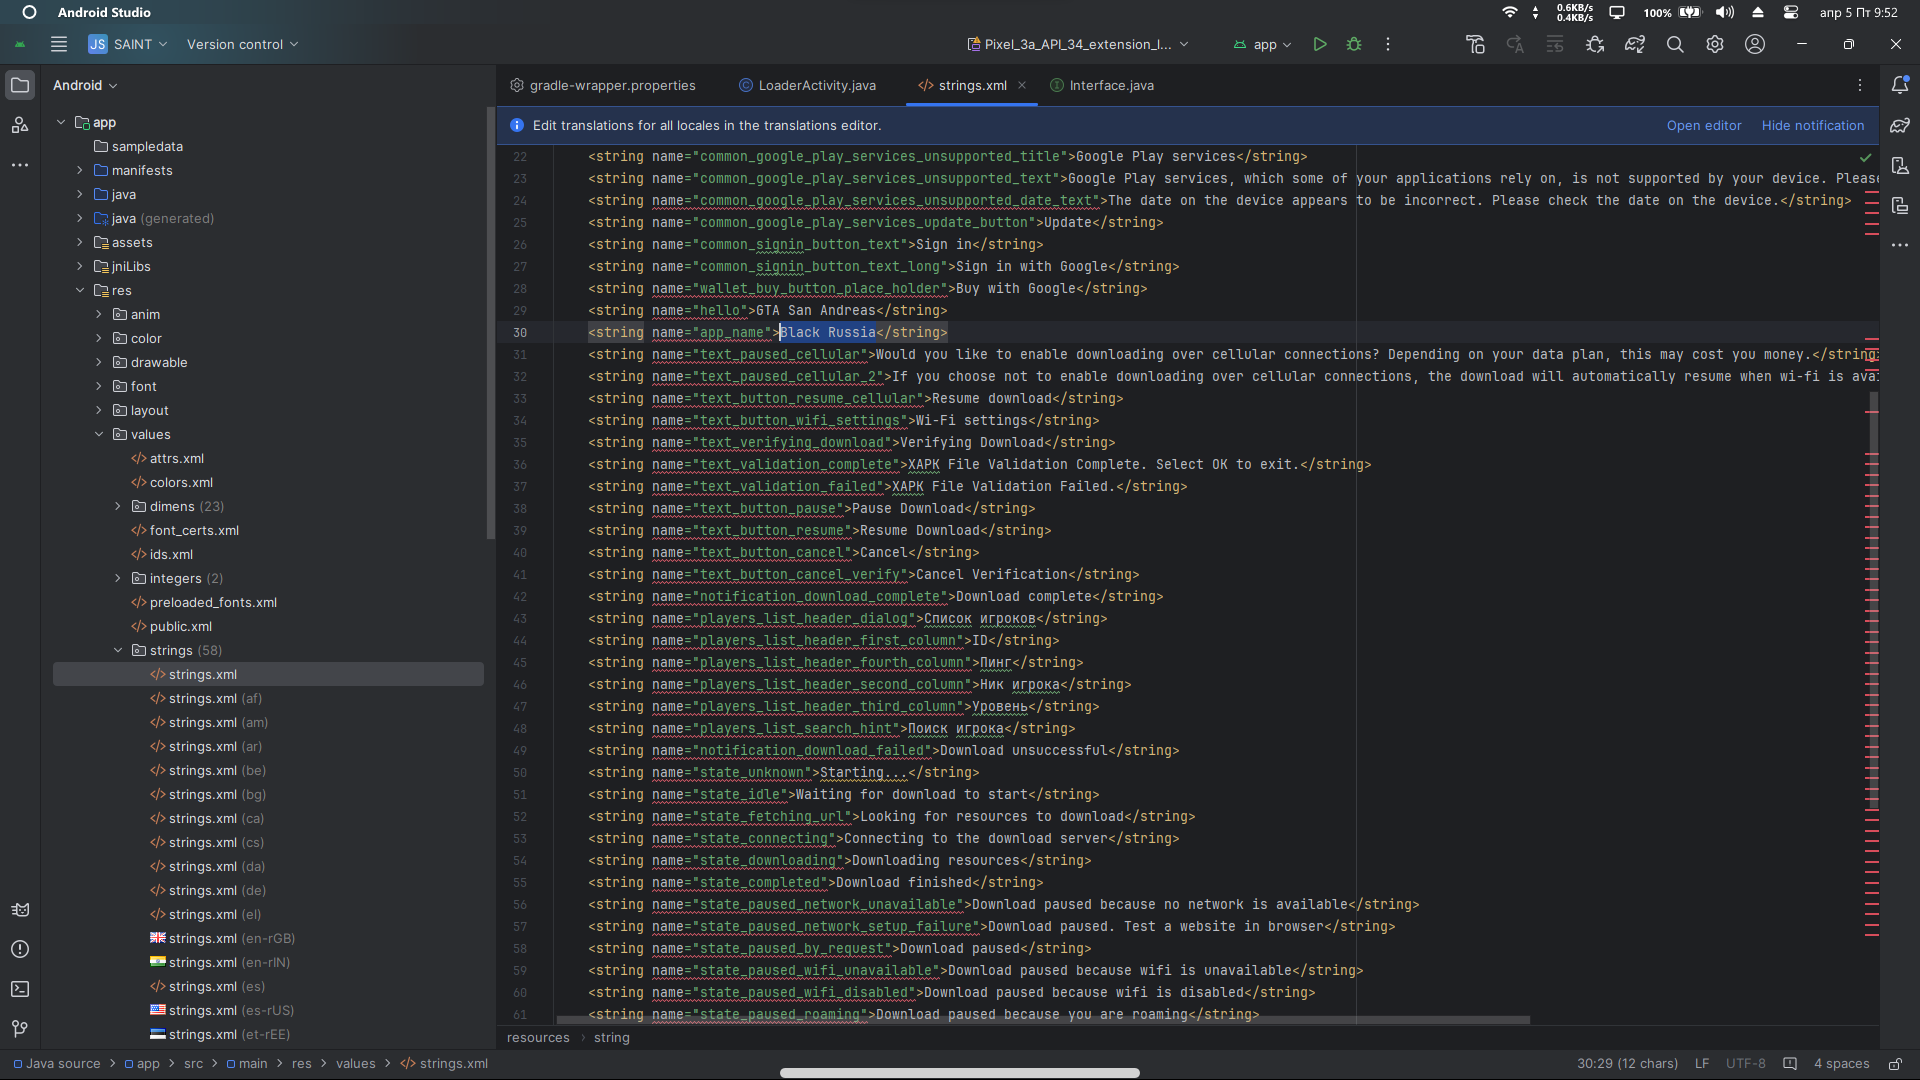 Android Studio
100%
0.6KB/s
0.4KB/s
апр 5 Пт 9:52
JS SAINT
Version control
Pixel_3a_API_34_extension_l...
app
Android
gradle-wrapper.properties
LoaderActivity.java
strings.xml
Interface.java
Edit translations for all locales in the translations editor.
Open editor
Hide notification
app
sampledata
manifests
java
java (generated)
assets
jniLibs
res
anim
color
drawable
font
layout
values
attrs.xml
colors.xml
dimens (23)
font_certs.xml
ids.xml
integers (2)
preloaded_fonts.xml
public.xml
strings (58)
strings.xml
strings.xml (af)
strings.xml (am)
strings.xml (ar)
strings.xml (be)
strings.xml (bg)
strings.xml (ca)
strings.xml (cs)
strings.xml (da)
strings.xml (de)
strings.xml (el)
strings.xml (en-rGB)
strings.xml (en-rIN)
strings.xml (es)
strings.xml (es-rUS)
strings.xml (et-rEE)
22 <string name="common_google_play_services_unsupported_title">Google Play services</string>
23 <string name="common_google_play_services_unsupported_text">Google Play services, which some of your applications rely on, is not supported by your device. Please
24 <string name="common_google_play_services_unsupported_date_text">The date on the device appears to be incorrect. Please check the date on the device.</string>
25 <string name="common_google_play_services_update_button">Update</string>
26 <string name="common_signin_button_text">Sign in</string>
27 <string name="common_signin_button_text_long">Sign in with Google</string>
28 <string name="wallet_buy_button_place_holder">Buy with Google</string>
29 <string name="hello">GTA San Andreas</string>
30 <string name="app_name">Black Russia</string>
31 <string name="text_paused_cellular">Would you like to enable downloading over cellular connections? Depending on your data plan, this may cost you money.</string>
32 <string name="text_paused_cellular_2">If you choose not to enable downloading over cellular connections, the download will automatically resume when wi-fi is avai
33 <string name="text_button_resume_cellular">Resume download</string>
34 <string name="text_button_wifi_settings">Wi-Fi settings</string>
35 <string name="text_verifying_download">Verifying Download</string>
36 <string name="text_validation_complete">XAPK File Validation Complete. Select OK to exit.</string>
37 <string name="text_validation_failed">XAPK File Validation Failed.</string>
38 <string name="text_button_pause">Pause Download</string>
39 <string name="text_button_resume">Resume Download</string>
40 <string name="text_button_cancel">Cancel</string>
41 <string name="text_button_cancel_verify">Cancel Verification</string>
42 <string name="notification_download_complete">Download complete</string>
43 <string name="players_list_header_dialog">Список игроков</string>
44 <string name="players_list_header_first_column">ID</string>
45 <string name="players_list_header_fourth_column">Пинг</string>
46 <string name="players_list_header_second_column">Ник игрока</string>
47 <string name="players_list_header_third_column">Уровень</string>
48 <string name="players_list_search_hint">Поиск игрока</string>
49 <string name="notification_download_failed">Download unsuccessful</string>
50 <string name="state_unknown">Starting...</string>
51 <string name="state_idle">Waiting for download to start</string>
52 <string name="state_fetching_url">Looking for resources to download</string>
53 <string name="state_connecting">Connecting to the download server</string>
54 <string name="state_downloading">Downloading resources</string>
55 <string name="state_completed">Download finished</string>
56 <string name="state_paused_network_unavailable">Download paused because no network is available</string>
57 <string name="state_paused_network_setup_failure">Download paused. Test a website in browser</string>
58 <string name="state_paused_by_request">Download paused</string>
59 <string name="state_paused_wifi_unavailable">Download paused because wifi is unavailable</string>
60 <string name="state_paused_wifi_disabled">Download paused because wifi is disabled</string>
61 <string name="state_paused_roaming">Download paused because you are roaming</string>
resources > string
Java source > app > src > main > res > values > strings.xml
30:29 (12 chars)
LF
UTF-8
4 spaces